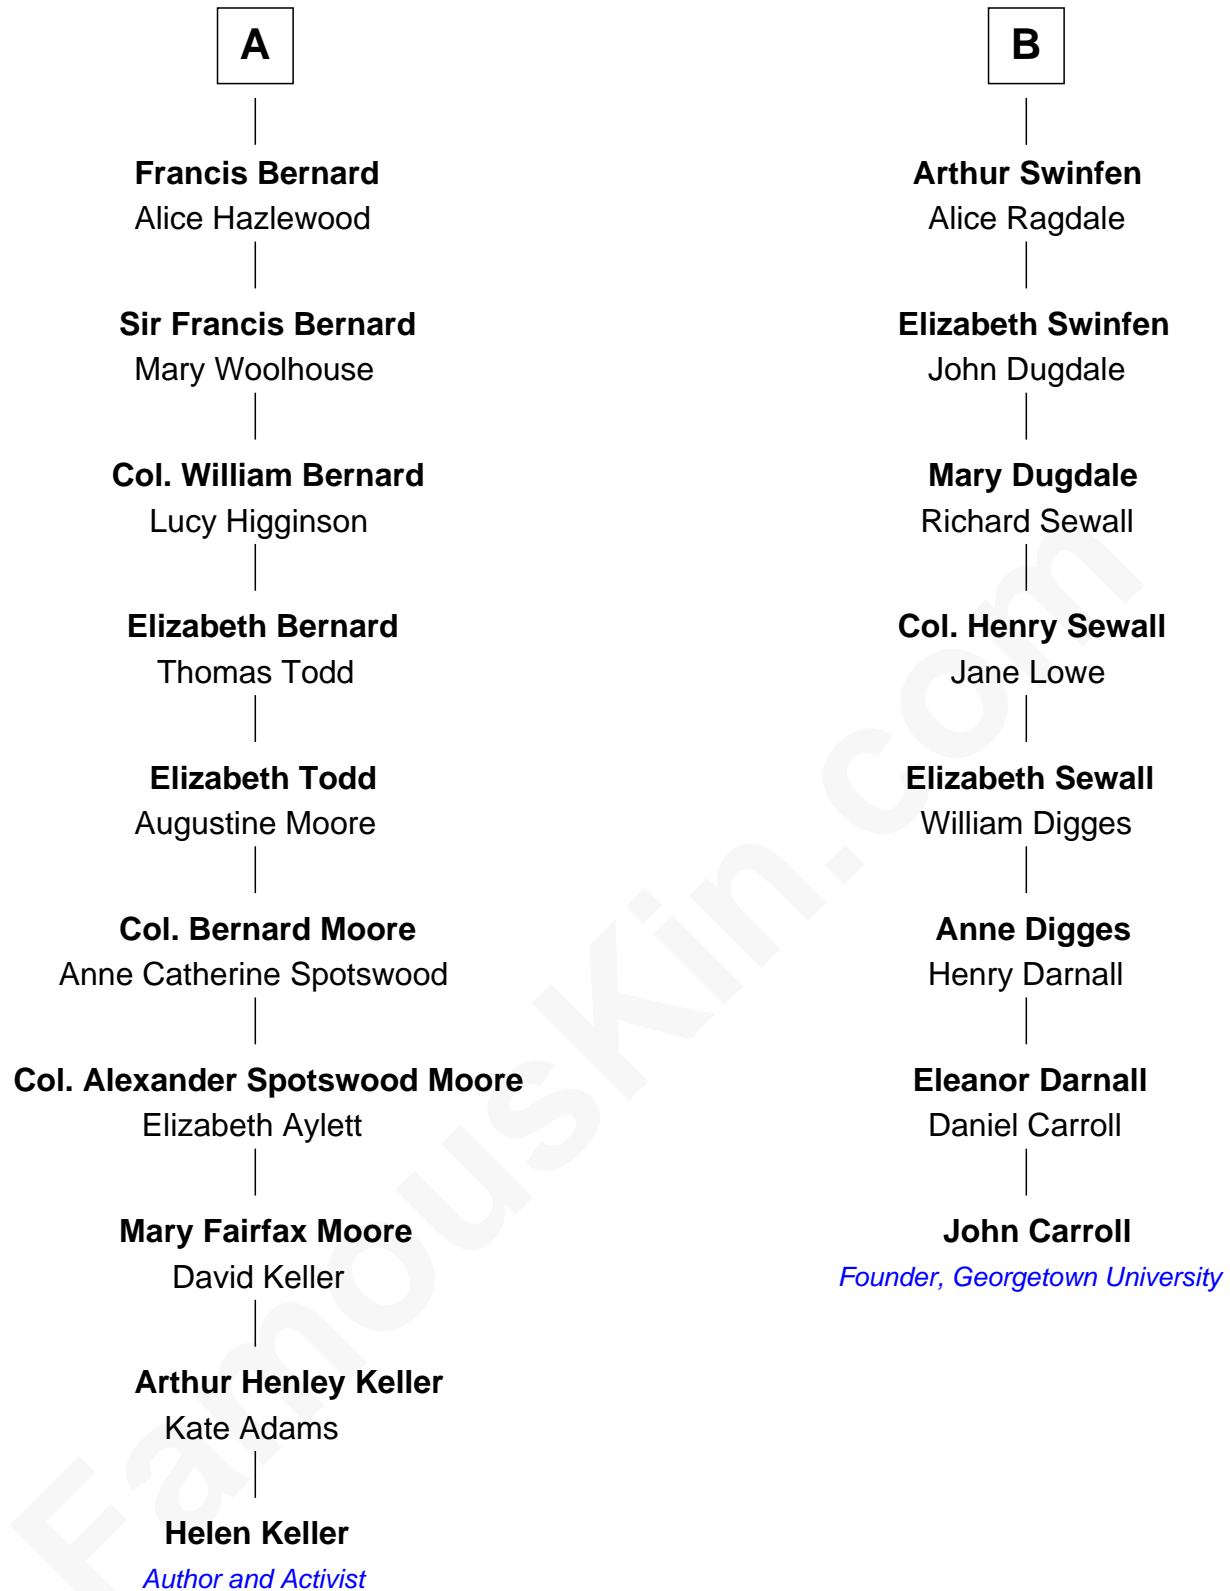 A
Francis Bernard
Alice Hazlewood
Sir Francis Bernard
Mary Woolhouse
Col. William Bernard
Lucy Higginson
Elizabeth Bernard
Thomas Todd
Elizabeth Todd
Augustine Moore
Col. Bernard Moore
Anne Catherine Spotswood
Col. Alexander Spotswood Moore
Elizabeth Aylett
Mary Fairfax Moore
David Keller
Arthur Henley Keller
Kate Adams
Helen Keller
Author and Activist
B
Arthur Swinfen
Alice Ragdale
Elizabeth Swinfen
John Dugdale
Mary Dugdale
Richard Sewall
Col. Henry Sewall
Jane Lowe
Elizabeth Sewall
William Digges
Anne Digges
Henry Darnall
Eleanor Darnall
Daniel Carroll
John Carroll
Founder, Georgetown University
FamousKin.com